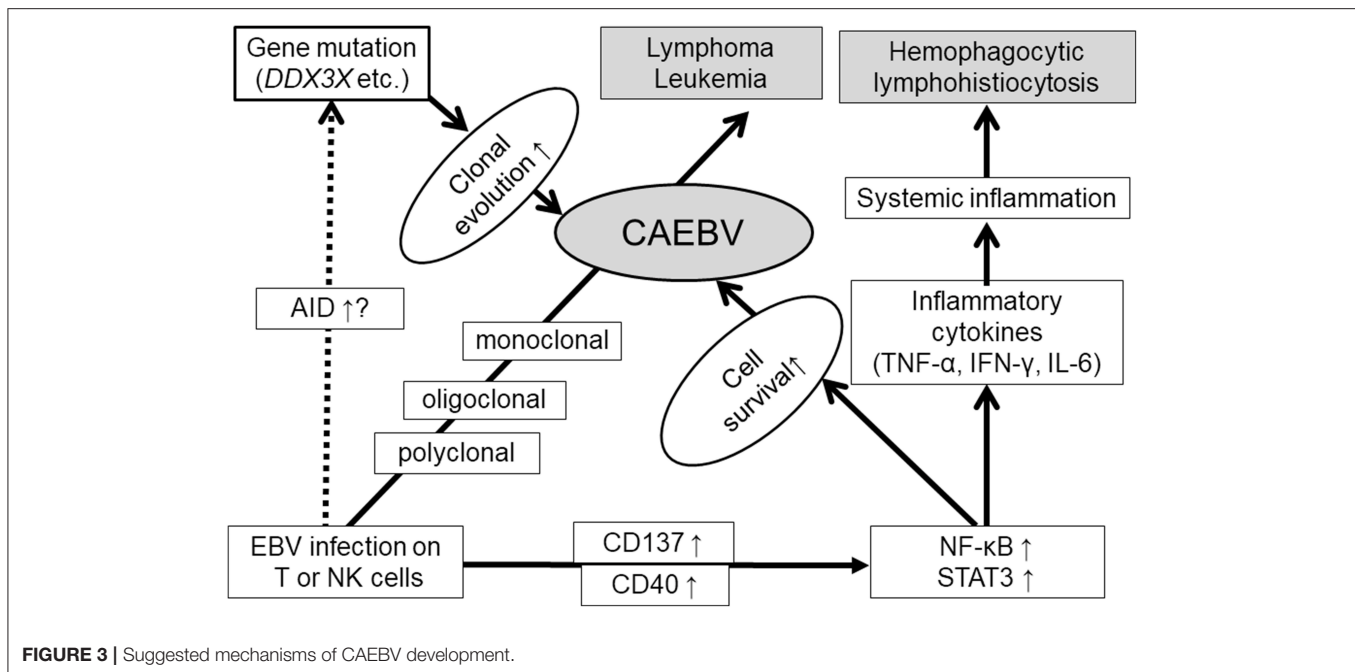 Gene mutation
(DDX3X etc.)
Lymphoma
Leukemia
Hemophagocytic
lymphohistiocytosis
Clonal
evolution ↑
Systemic inflammation
CAEBV
AID ↑?
Inflammatory
cytokines
(TNF-α, IFN-γ, IL-6)
monoclonal
Cell
survival↑
oligoclonal
polyclonal
EBV infection on
T or NK cells
CD137 ↑
CD40 ↑
NF-κB ↑
STAT3 ↑
FIGURE 3 | Suggested mechanisms of CAEBV development.